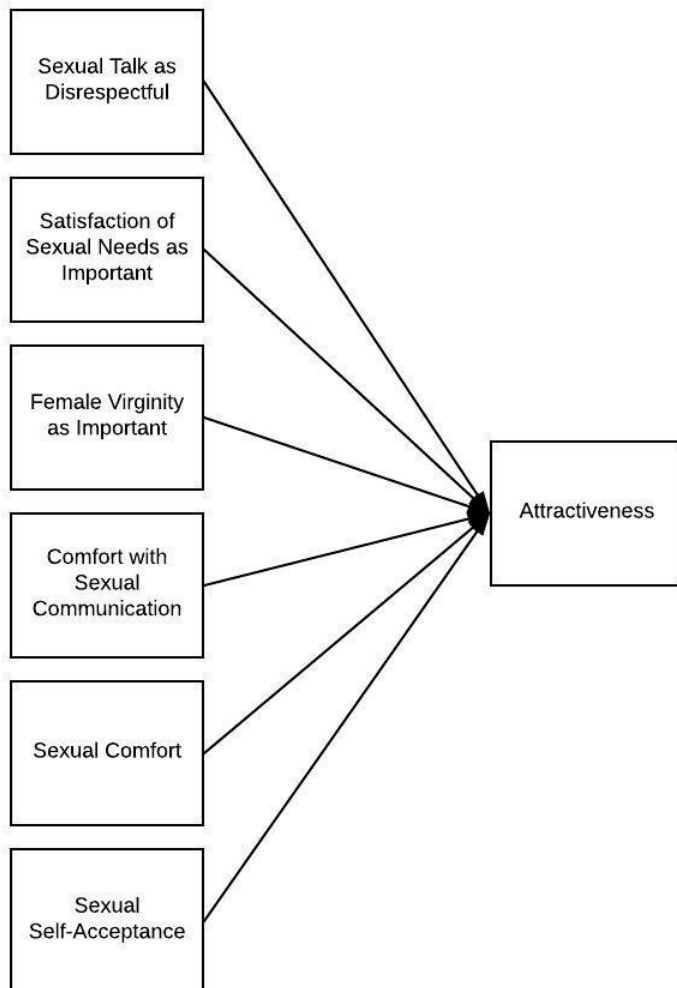 Sexual Talk as
Disrespectful
Satisfaction of
Sexual Needs as
Important
Female Virginity
as Important
Comfort with
Sexual
Communication
Sexual Comfort
Sexual
Self-Acceptance
Attractiveness